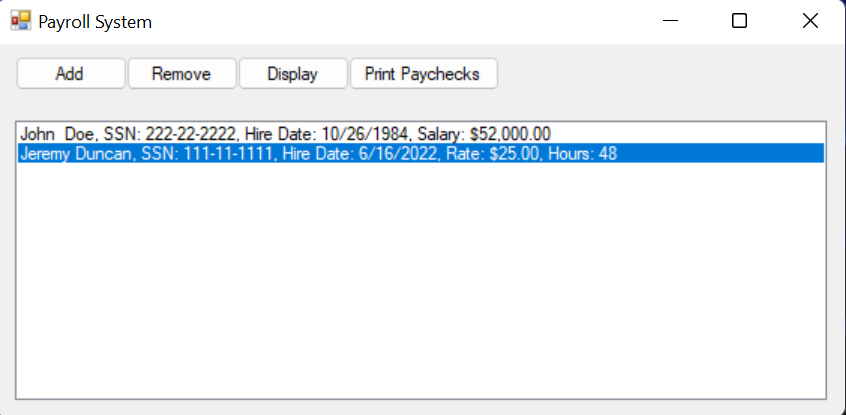 Payroll System
Add Remove Display Print Paychecks
John  Doe, SSN: 222-22-2222, Hire Date: 10/26/1984, Salary: $52,000.00
Jeremy Duncan, SSN: 111-11-1111, Hire Date: 6/16/2022, Rate: $25.00, Hours: 48